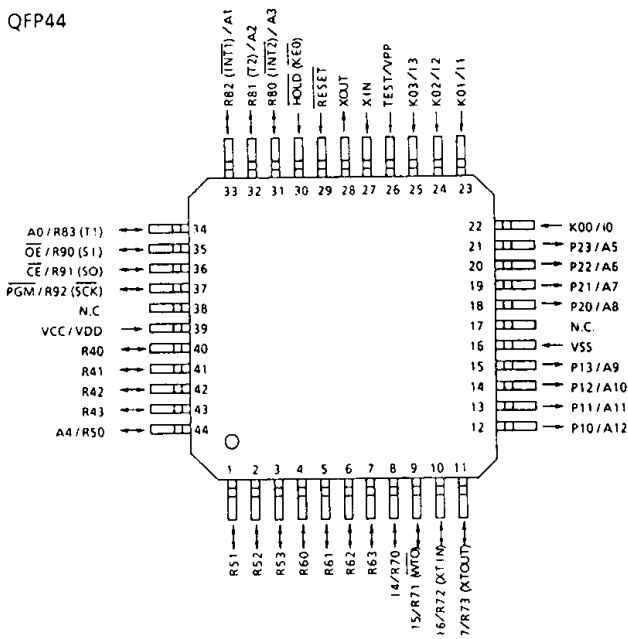 QFP44
R82 (INT1) / A1
R81 (T2) / A2
R80 (INT2) / A3
HOLD (KE0)
RESET
XOUT
XIN
TEST/VPP
K03/I3
K02/I2
K01/I1
33 32 31 30 29 28 27 26 25 24 23
A0/R83 (T1) 34
OE/R90 (SI) 35
CE/R91 (SO) 36
PGM/R92 (SCK) 37
N.C 38
VCC/VDD 39
R40 40
R41 41
R42 42
R43 43
A4/R50 44
22 K00/I0
21 P23/A5
20 P22/A6
19 P21/A7
18 P20/A8
17 N.C.
16 VSS
15 P13/A9
14 P12/A10
13 P11/A11
12 P10/A12
1 2 3 4 5 6 7 8 9 10 11
R51
R52
R53
R60
R61
R62
R63
I4/R70
I5/R71 (WTO)
I6/R72 (XTIN)
7/R73 (XTOUT)